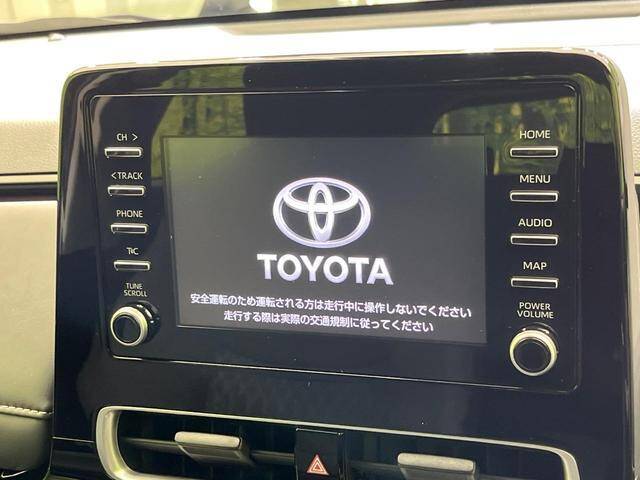 CH >
< TRACK
PHONE
T:C
TUNE
SCROLL
TOYOTA
安全運転のため運転される方は走行中に操作しないでください
走行する際は実際の交通規制に従ってください
HOME
MENU
AUDIO
MAP
POWER
VOLUME